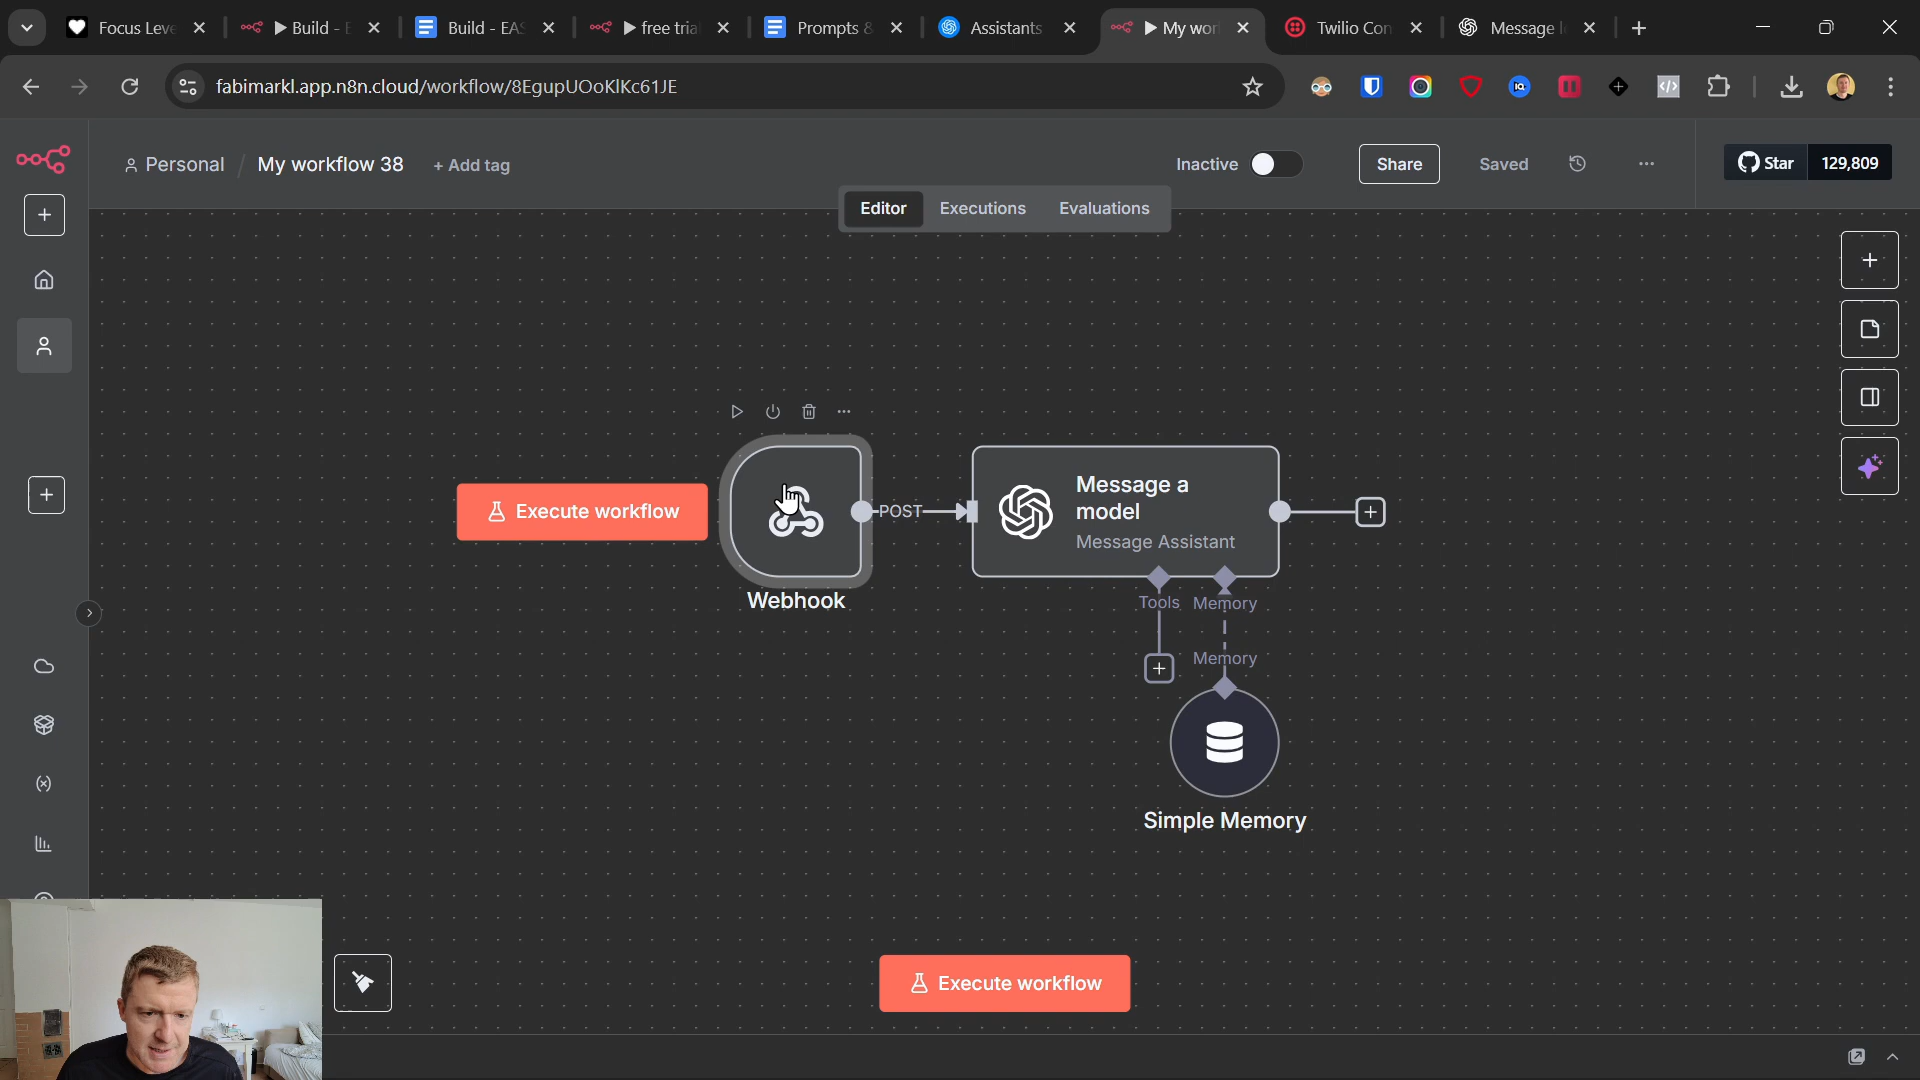 Focus Leve
Build - E
Build - EAS
free tria
Prompts &
Assistants
My wor
Twilio Con
Message l
fabimarkl.app.n8n.cloud/workflow/8EgupUOoKlKc61JE
Personal / My workflow 38 + Add tag
Inactive
Share
Saved
Star 129,809
Editor
Executions
Evaluations
Execute workflow
POST
Message a
model
Message Assistant
Webhook
Tools
Memory
Memory
Simple Memory
Execute workflow